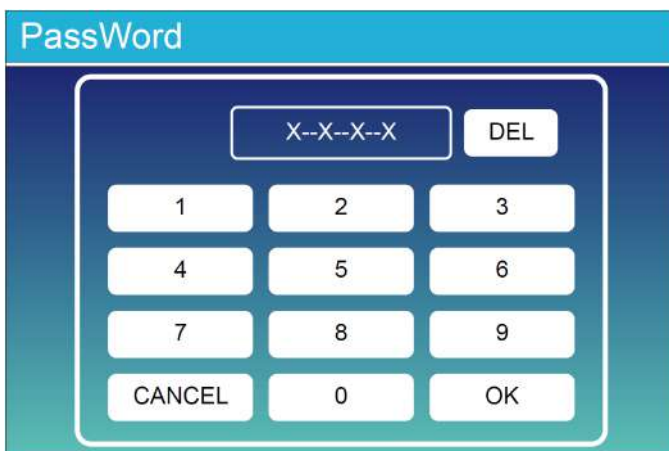 PassWord
X--X--X--X DEL
1 2 3
4 5 6
7 8 9
CANCEL 0 OK